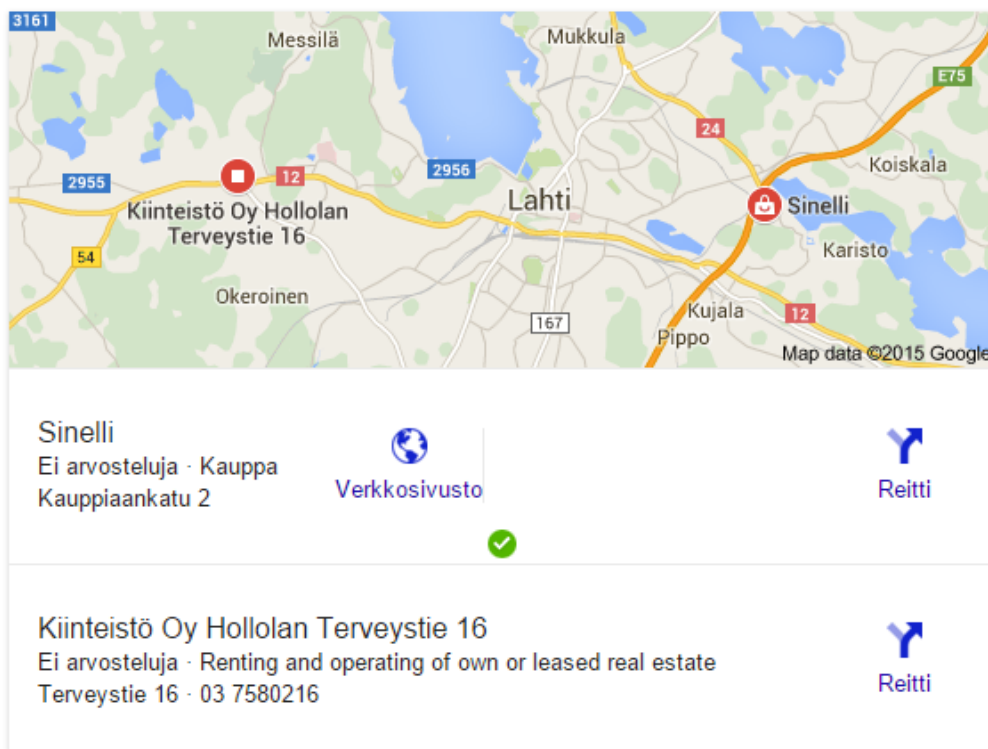 3161
Messilä
Mukkula
E75
24
Koiskala
2955
12
2956
Lahti
Sinelli
Kiinteistö Oy Hollolan
Terveystie 16
54
Karisto
Okeroinen
167
Kujala
12
Pippo
Map data ©2015 Google
Sinelli
Ei arvosteluja · Kauppa
Kauppiaankatu 2
Verkkosivusto
Reitti
Kiinteistö Oy Hollolan Terveystie 16
Ei arvosteluja · Renting and operating of own or leased real estate
Terveystie 16 · 03 7580216
Reitti